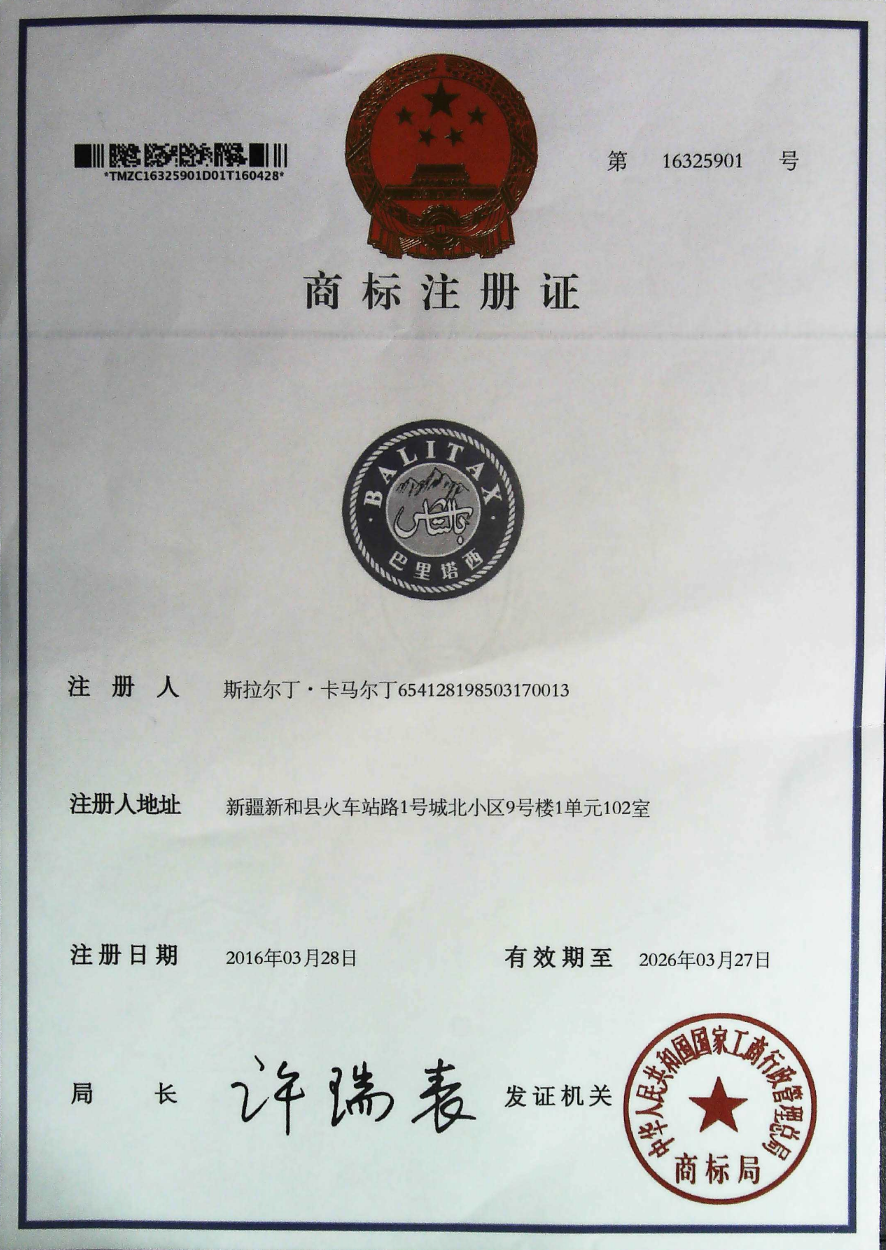 *TMZC16325901D01T160428*
第 16325901 号
商标注册证
BALITAX
巴里塔西
注册人 斯拉尔丁·卡马尔丁654128198503170013
注册人地址 新疆新和县火车站路1号城北小区9号楼1单元102室
注册日期 2016年03月28日 有效期至 2026年03月27日
局长 许瑞表 发证机关
中华人民共和国国家工商行政管理总局
商标局